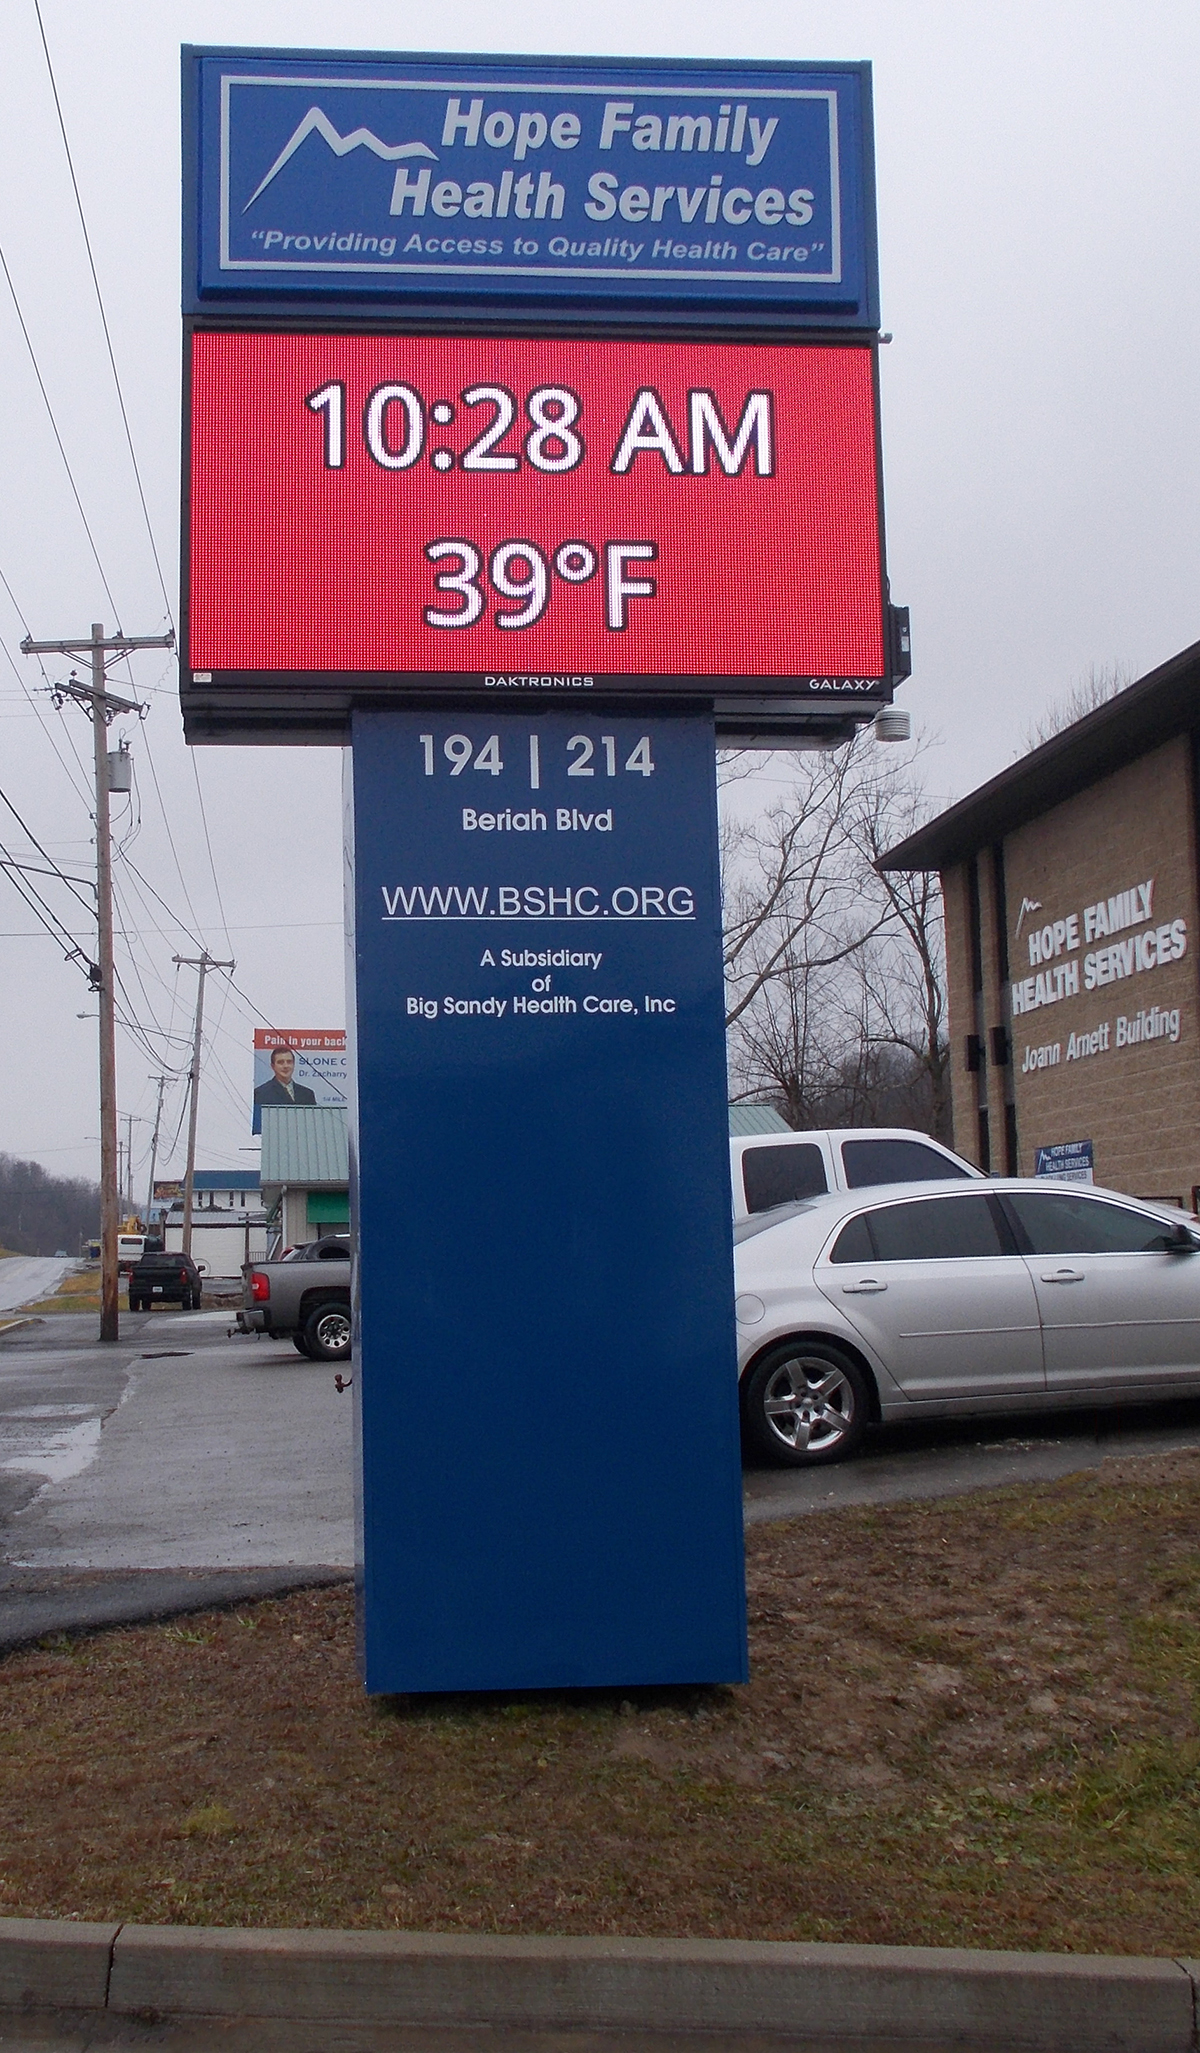 Hope Family
Health Services
"Providing Access to Quality Health Care"
10:28 AM
39°F
DAKTRONICS
GALAXY
194 | 214
Beriah Blvd
WWW.BSHC.ORG
A Subsidiary
of
Big Sandy Health Care, Inc
HOPE FAMILY
HEALTH SERVICES
Joann Arnett Building
Pain in your back
SLONE C
Dr. Zacharry
HOPE FAMILY
HEALTH SERVICES